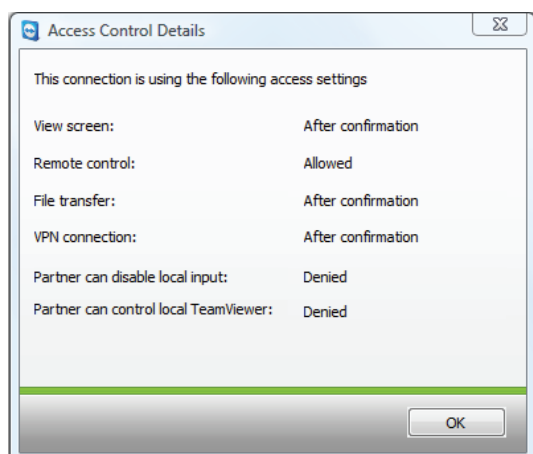 Access Control Details
This connection is using the following access settings
View screen: After confirmation
Remote control: Allowed
File transfer: After confirmation
VPN connection: After confirmation
Partner can disable local input: Denied
Partner can control local TeamViewer: Denied
OK